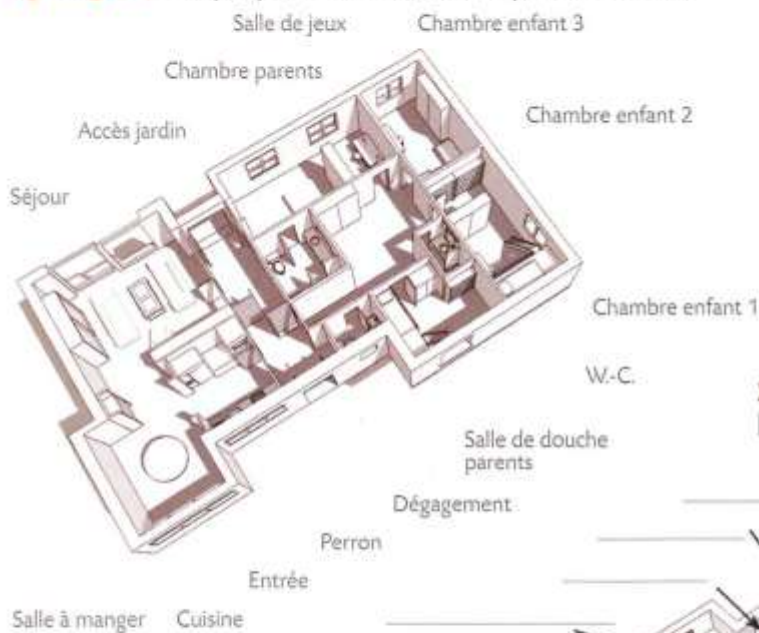 Salle de jeux
Chambre enfant 3
Chambre parents
Chambre enfant 2
Accès jardin
Séjour
Chambre enfant 1
W.-C.
Salle de douche
parents
Dégagement
Perron
Entrée
Salle à manger
Cuisine